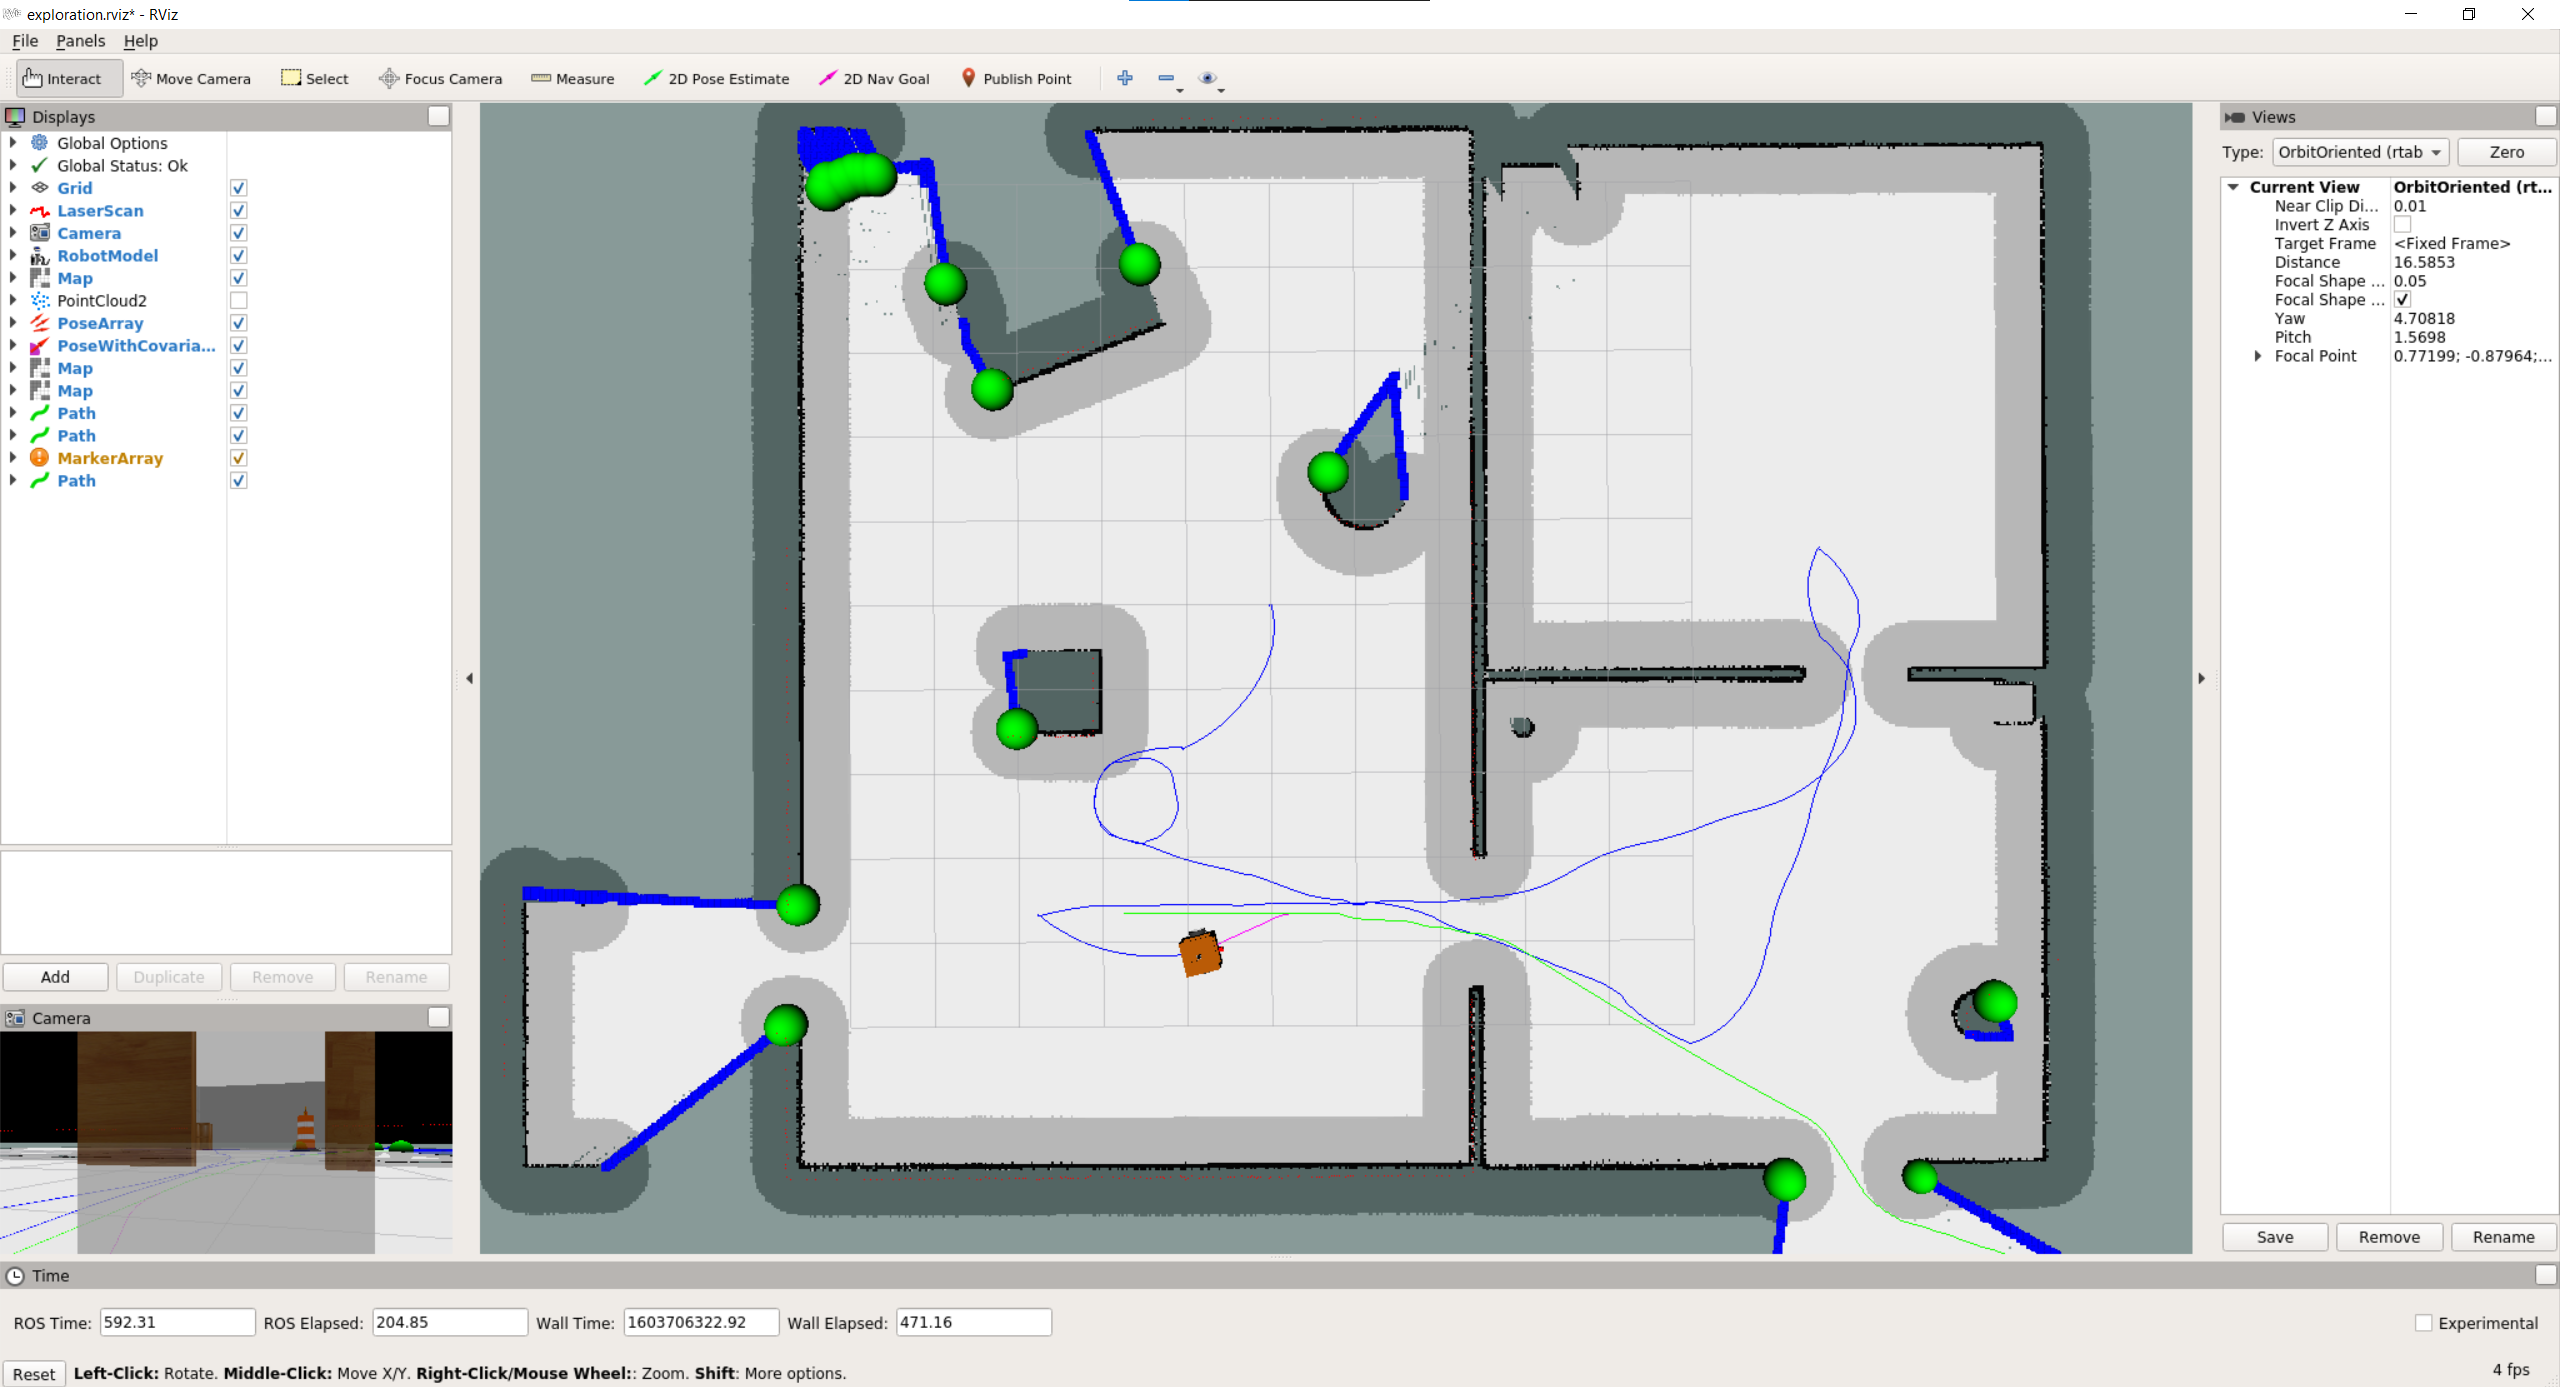 exploration.rviz* - RViz
File Panels Help
Interact Move Camera Select Focus Camera Measure 2D Pose Estimate 2D Nav Goal Publish Point
Displays
Global Options
Global Status: Ok
Grid
LaserScan
Camera
RobotModel
Map
PointCloud2
PoseArray
PoseWithCovaria...
Map
Map
Path
Path
MarkerArray
Path
Add Duplicate Remove Rename
Camera
Views
Type: OrbitOriented (rtab Zero
Current View OrbitOriented (rt...
Near Clip Di... 0.01
Invert Z Axis
Target Frame <Fixed Frame>
Distance 16.5853
Focal Shape ... 0.05
Focal Shape ...
Yaw 4.70818
Pitch 1.5698
Focal Point 0.77199; -0.87964;...
Save Remove Rename
Time
ROS Time: 592.31 ROS Elapsed: 204.85 Wall Time: 1603706322.92 Wall Elapsed: 471.16 Experimental
Reset Left-Click: Rotate. Middle-Click: Move X/Y. Right-Click/Mouse Wheel:: Zoom. Shift: More options. 4 fps